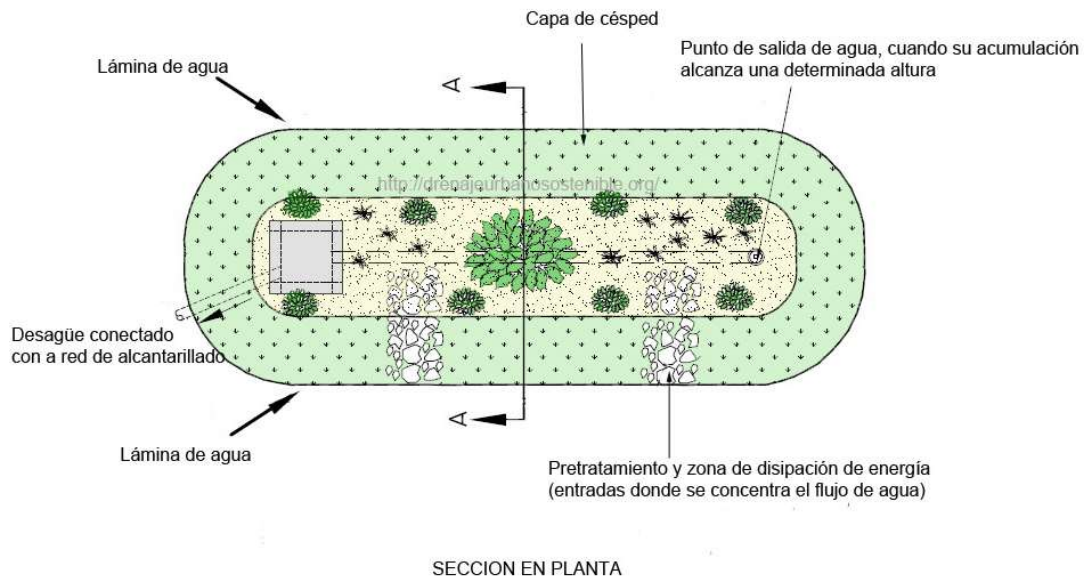 Capa de césped
Punto de salida de agua, cuando su acumulación
alcanza una determinada altura
Lámina de agua
A
http://drenajeurbanosostenible.org/
Desagüe conectado
con a red de alcantarillado
A
Lámina de agua
Pretratamiento y zona de disipación de energía
(entradas donde se concentra el flujo de agua)
SECCION EN PLANTA